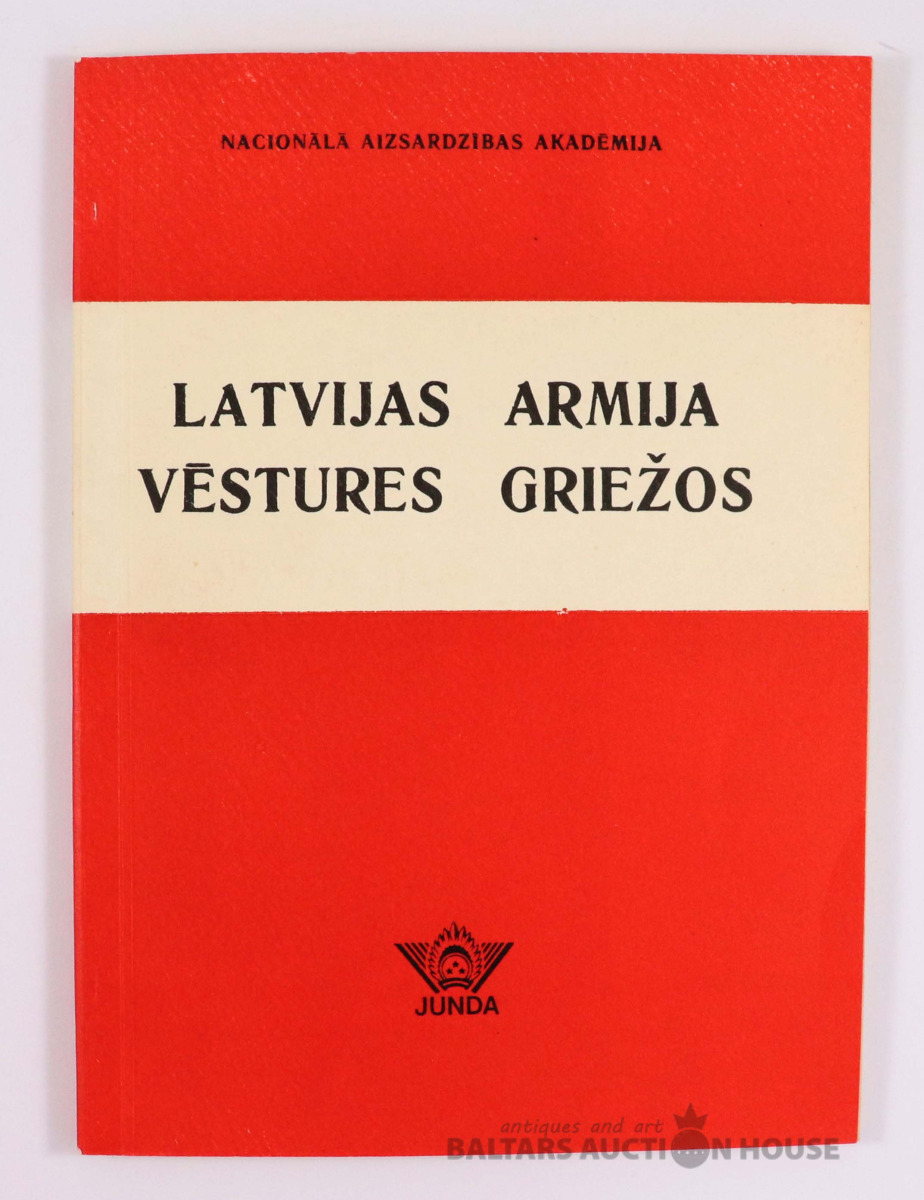 NACIONĀLĀ AIZSARDZĪBAS AKADĒMIJA
LATVIJAS ARMIJA
VĒSTURES GRIEŽOS
JUNDA
antiques and art
BALTARS AUCTION HOUSE